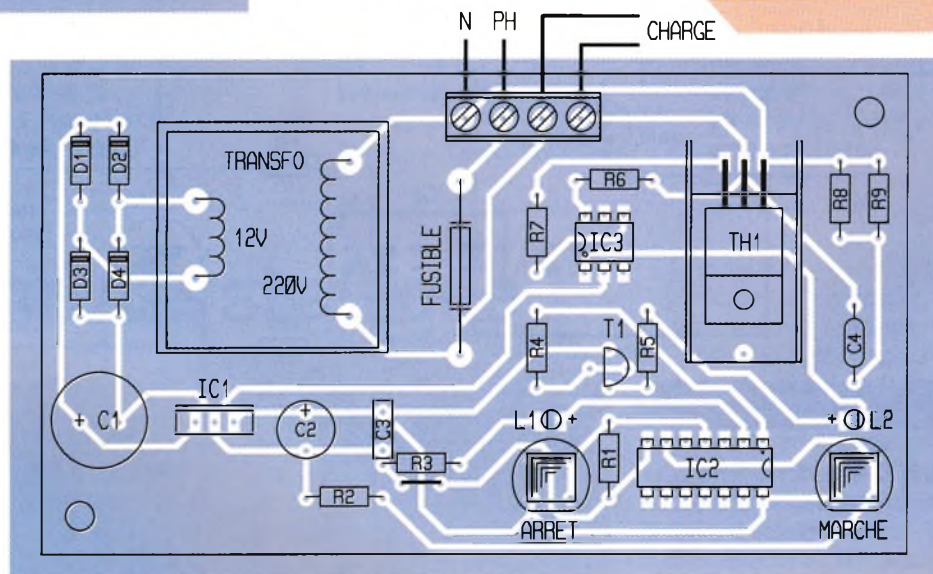 N PH
CHARGE
D1 D2
TRANSFO
R6
R8 R9
12V
R7
IC3
TH1
FUSIBLE
D3 D4
220V
T1
R4
R5
C4
IC1
+ C1
+
C2
C3
L1 +
+ L2
R3
R1
IC2
R2
ARRET
MARCHE